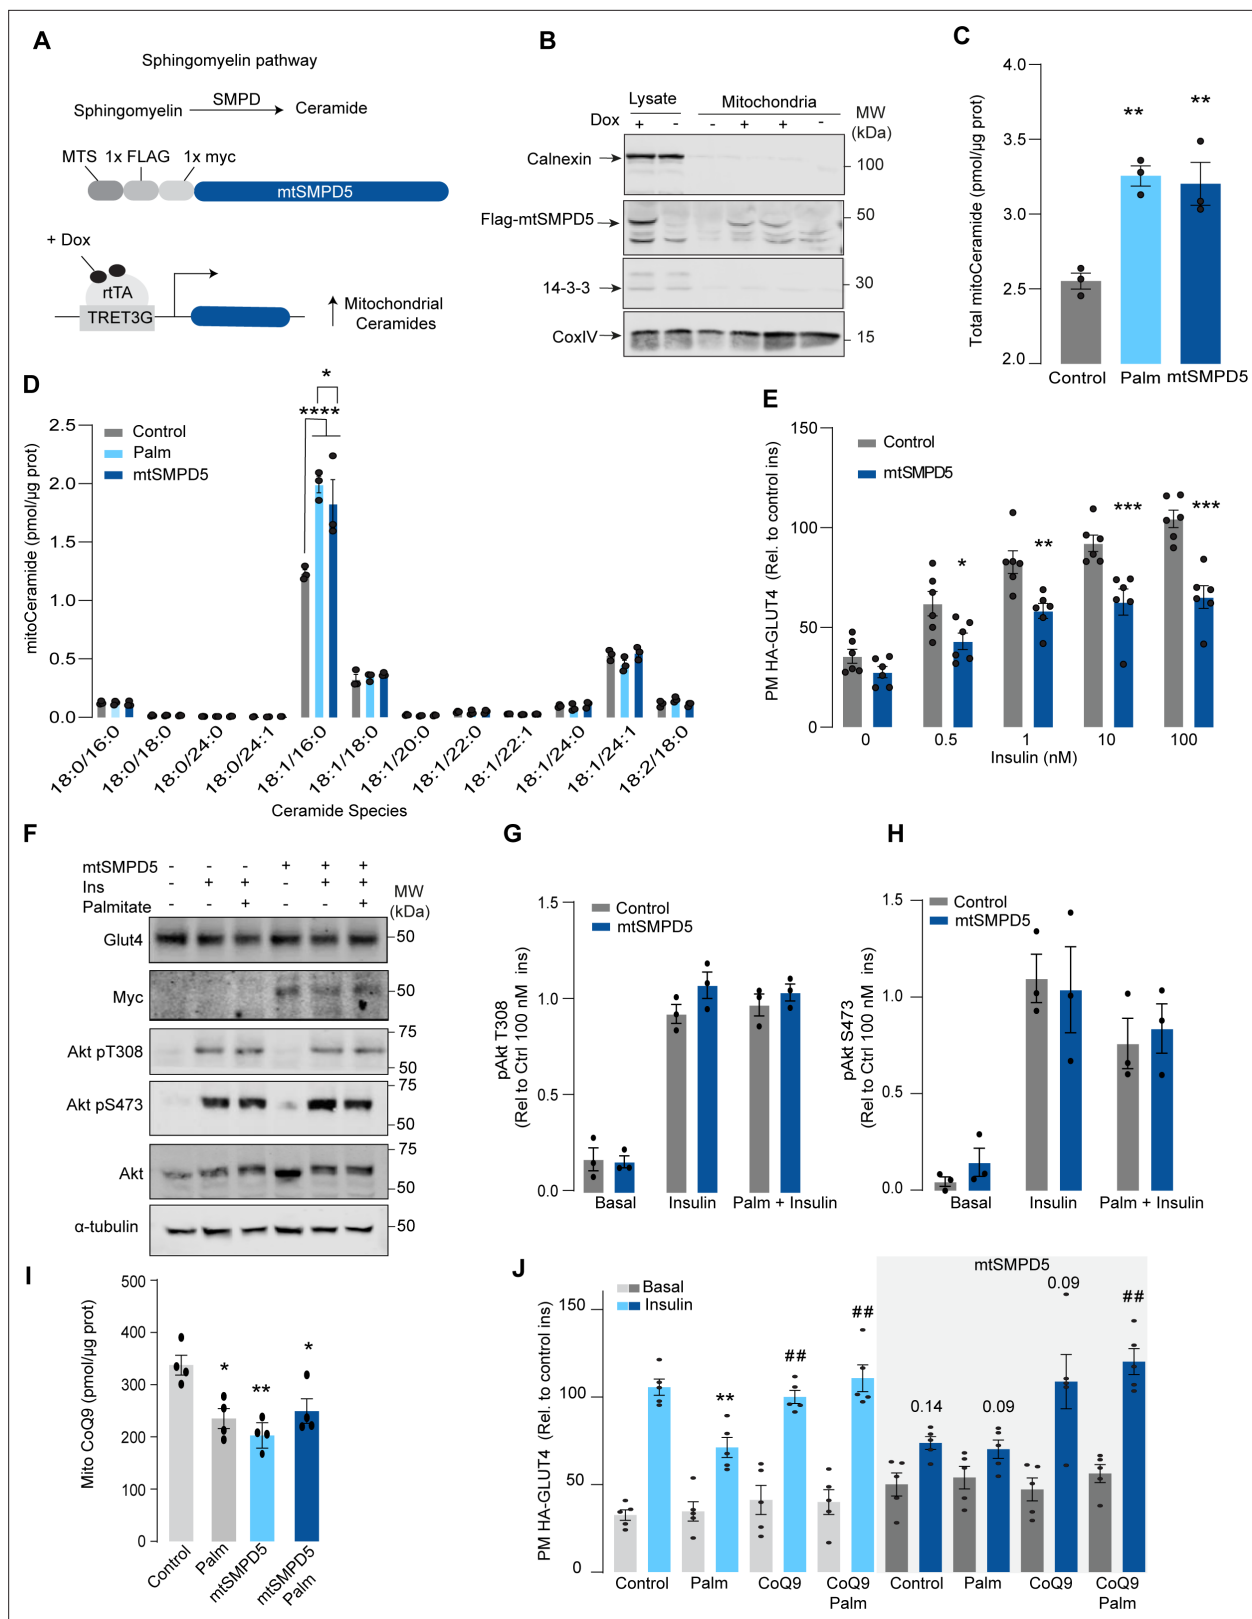 A
Sphingomyelin pathway
Sphingomyelin SMPD Ceramide
MTS 1x FLAG 1x myc
mtSMPD5
+ Dox
rtTA
TRET3G
Mitochondrial
Ceramides
B
Lysate Mitochondria
MW
(kDa)
Dox + - - + + -
Calnexin 100
Flag-mtSMPD5 50
14-3-3 30
CoxIV 15
C
Total mitoCeramide (pmol/µg prot)
4.0
3.5
3.0
2.5
2.0
** **
Control Palm mtSMPD5
D
mitoCeramide (pmol/µg prot)
2.5
2.0
1.5
1.0
0.5
0.0
Control
Palm
mtSMPD5
*
****
18:0/16:0 18:0/18:0 18:0/24:0 18:0/24:1 18:1/16:0 18:1/18:0 18:1/20:0 18:1/22:0 18:1/22:1 18:1/24:0 18:1/24:1 18:2/18:0
Ceramide Species
E
PM HA-GLUT4 (Rel. to control ins)
150
100
50
0
Control
mtSMPD5
* ** *** ***
0 0.5 1 10 100
Insulin (nM)
F
mtSMPD5 - - - + + +
Ins - + + - + +
Palmitate - - + - - +
MW
(kDa)
Glut4 50
Myc 50
75
Akt pT308
50
75
Akt pS473
50
75
Akt
50
α-tubulin 50
G
pAkt T308
(Rel to Ctrl 100 nM ins)
1.5
1.0
0.5
0.0
Control
mtSMPD5
Basal Insulin Palm + Insulin
H
pAkt S473
(Rel to Ctrl 100 nM ins)
1.5
1.0
0.5
0.0
Control
mtSMPD5
Basal Insulin Palm + Insulin
I
Mito CoQ9 (pmol/µg prot)
500
400
300
200
100
0
* ** *
Control Palm mtSMPD5 mtSMPD5
Palm
J
PM HA-GLUT4 (Rel. to control ins)
150
100
50
0
Basal
Insulin
mtSMPD5
** ## ## 0.14 0.09 0.09 ##
Control Palm CoQ9 CoQ9 Control Palm CoQ9 CoQ9
Palm Palm